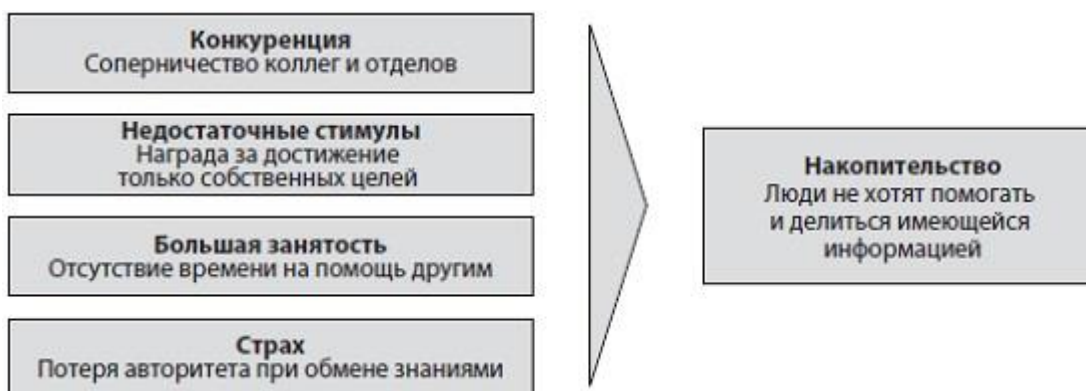 Конкуренция
Соперничество коллег и отделов
Недостаточные стимулы
Награда за достижение
только собственных целей
Большая занятость
Отсутствие времени на помощь другим
Страх
Потеря авторитета при обмене знаниями
Накопительство
Люди не хотят помогать
и делиться имеющейся
информацией